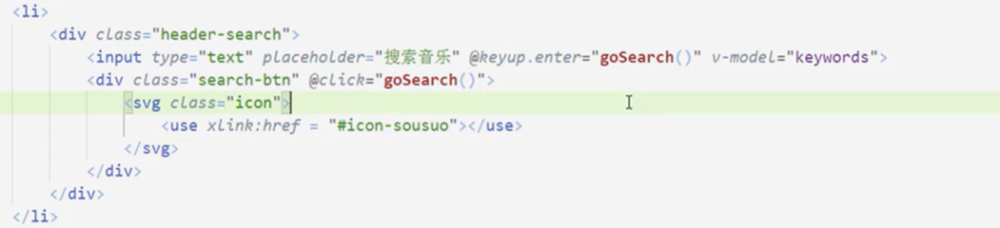 <li>
<div class="header-search">
<input type="text" placeholder="搜索音乐" @keyup.enter="goSearch()" v-model="keywords">
<div class="search-btn" @click="goSearch()">
<svg class="icon">
<use xlink:href = "#icon-sousuo"></use>
</svg>
</div>
</div>
</li>